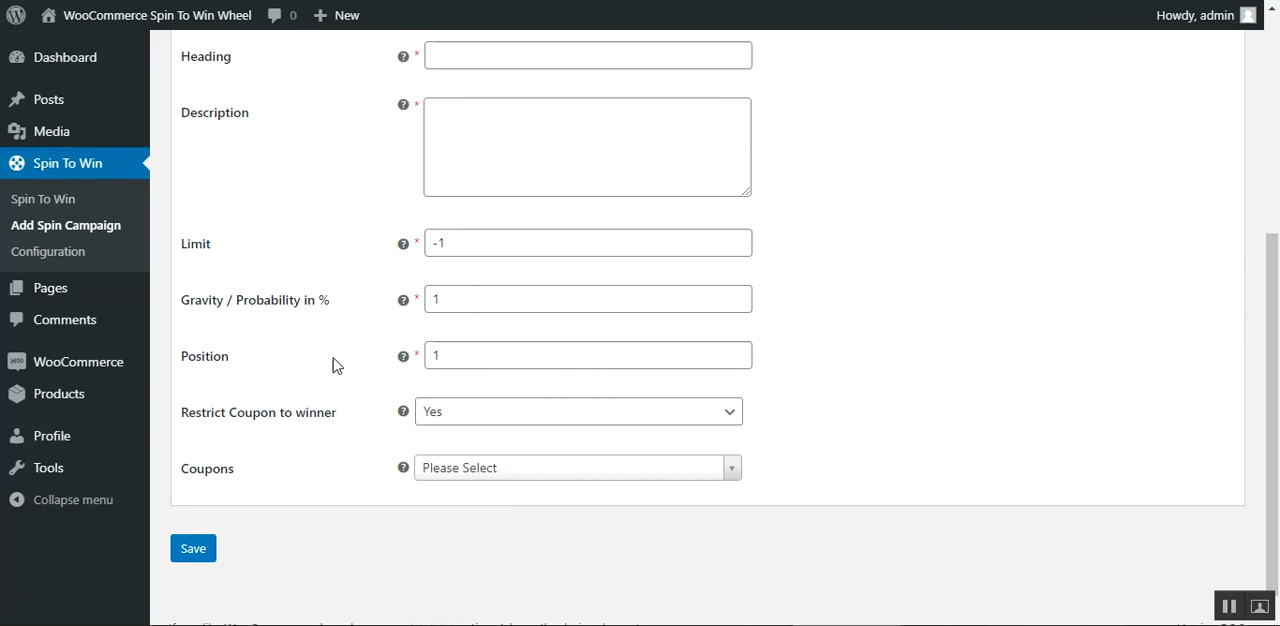 WooCommerce Spin To Win Wheel 0 New Howdy, admin
Dashboard
Posts
Media
Spin To Win
Spin To Win
Add Spin Campaign
Configuration
Pages
Comments
WooCommerce
Products
Profile
Tools
Collapse menu
Heading *
Description *
Limit * -1
Gravity / Probability in % * 1
Position * 1
Restrict Coupon to winner Yes
Coupons Please Select
Save